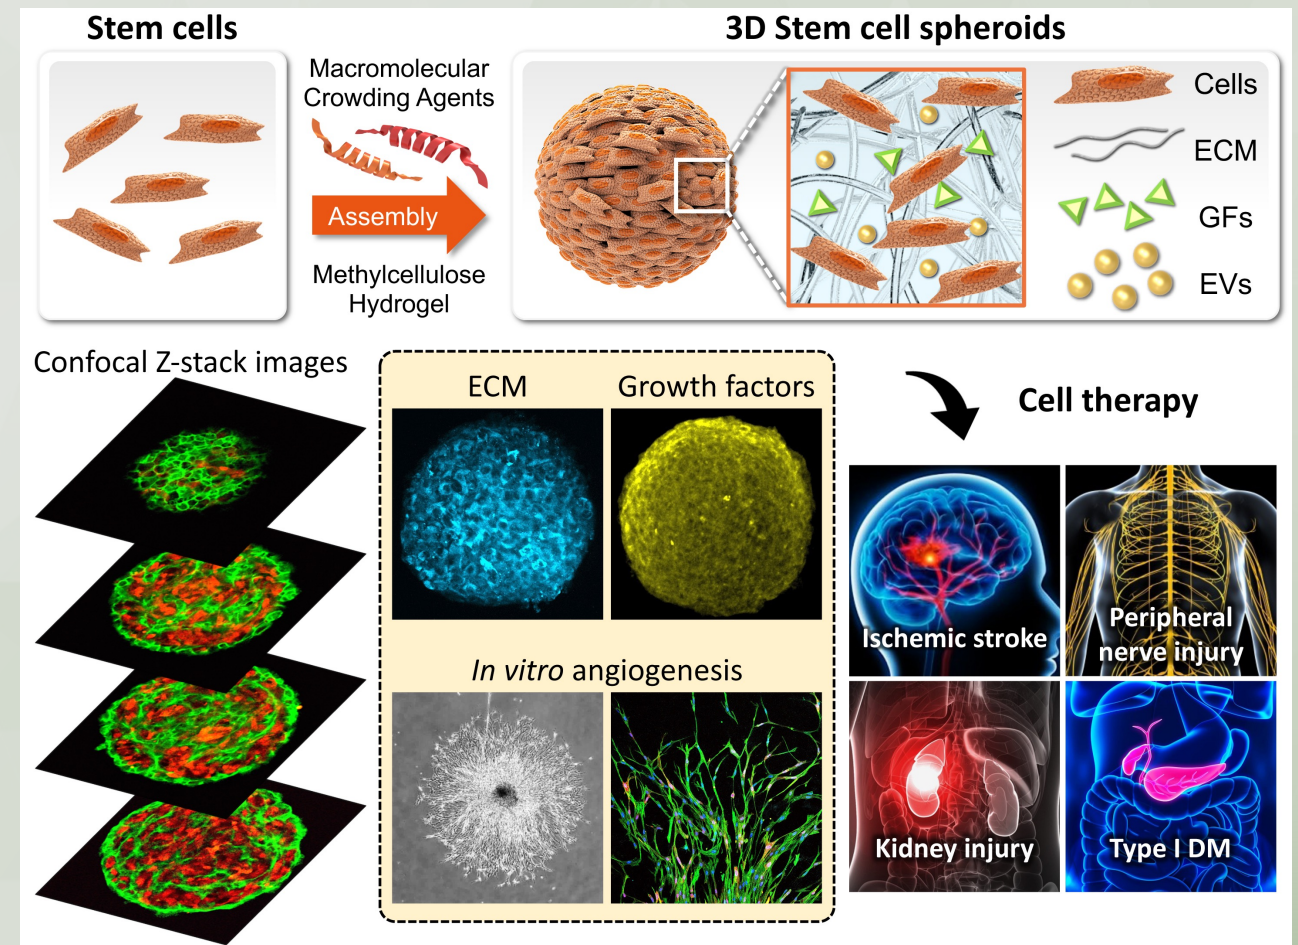 Stem cells
3D Stem cell spheroids
Macromolecular
Crowding Agents
Assembly
Methylcellulose
Hydrogel
Cells
ECM
GFs
EVs
Confocal Z-stack images
ECM
Growth factors
In vitro angiogenesis
Cell therapy
Ischemic stroke
Peripheral
nerve injury
Kidney injury
Type I DM